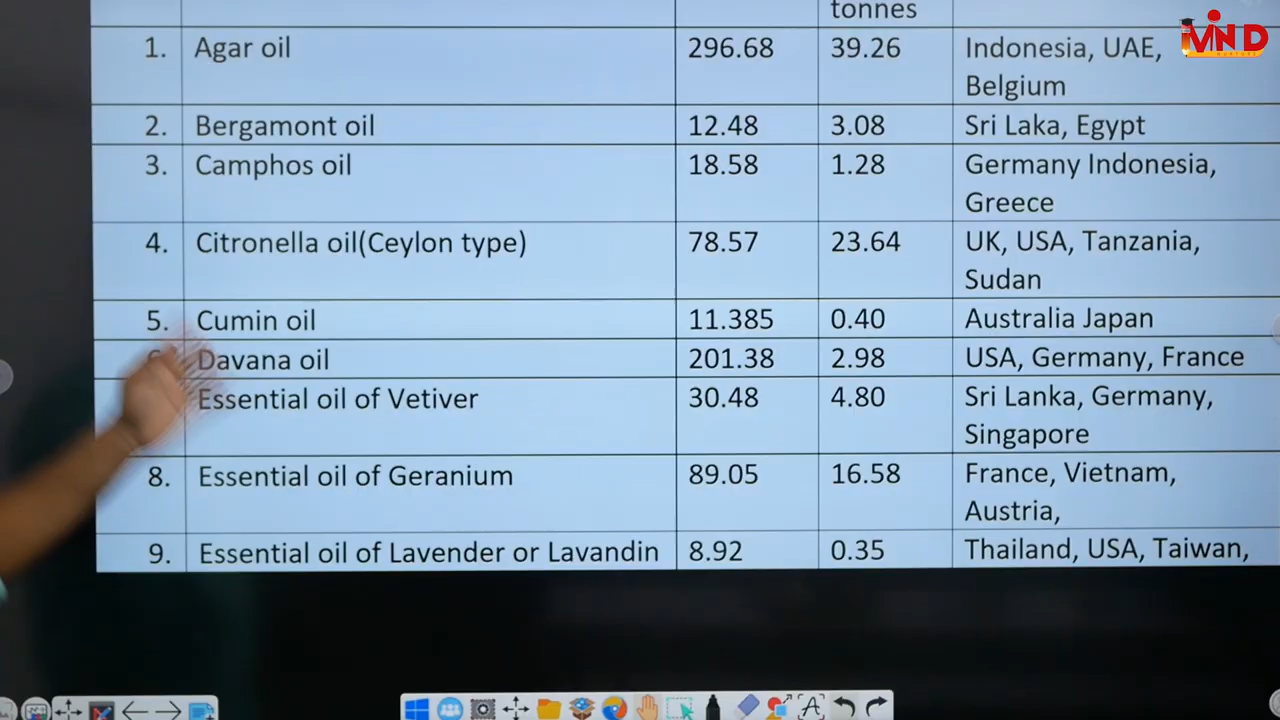 tonnes
1. Agar oil 296.68 39.26 Indonesia, UAE,
Belgium
2. Bergamont oil 12.48 3.08 Sri Laka, Egypt
3. Camphos oil 18.58 1.28 Germany Indonesia,
Greece
4. Citronella oil(Ceylon type) 78.57 23.64 UK, USA, Tanzania,
Sudan
5. Cumin oil 11.385 0.40 Australia Japan
Davana oil 201.38 2.98 USA, Germany, France
Essential oil of Vetiver 30.48 4.80 Sri Lanka, Germany,
Singapore
8. Essential oil of Geranium 89.05 16.58 France, Vietnam,
Austria,
9. Essential oil of Lavender or Lavandin 8.92 0.35 Thailand, USA, Taiwan,